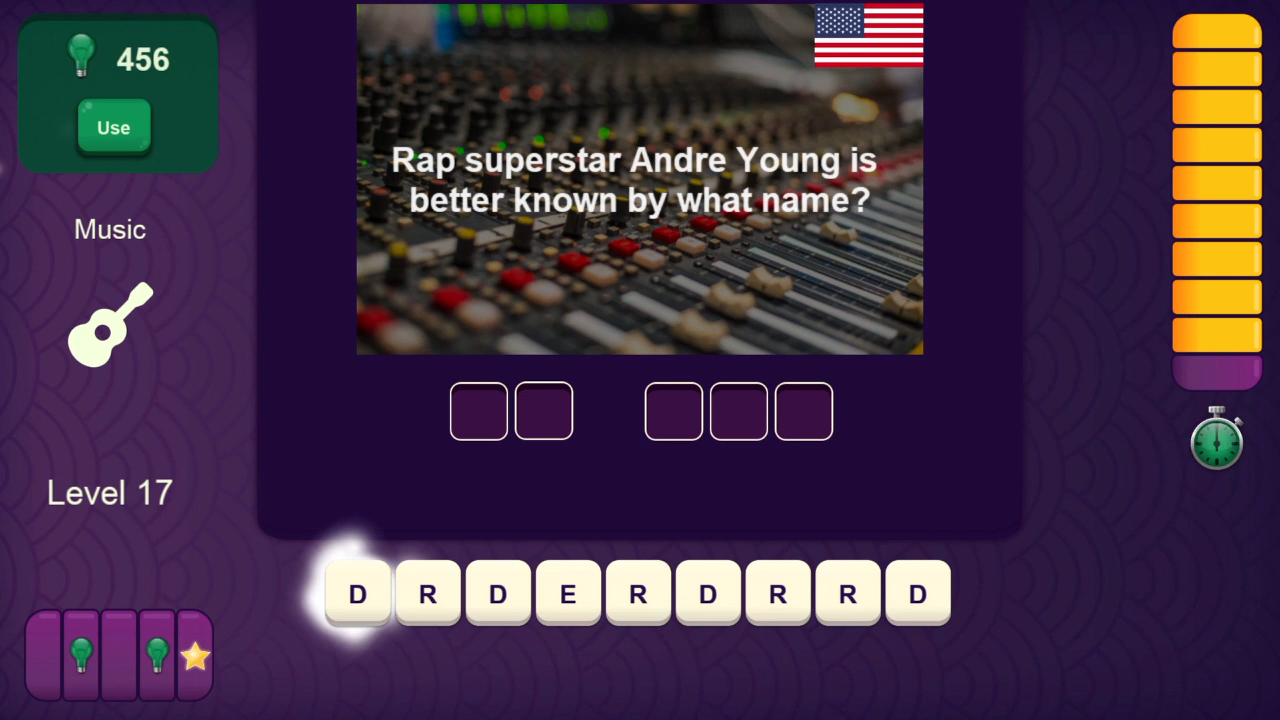 456
Use
Music
Level 17
Rap superstar Andre Young is
better known by what name?
D R D E R D R R D